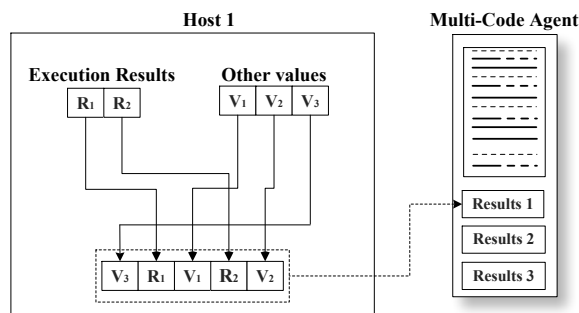 Host 1
Multi-Code Agent
Execution Results
Other values
R1 R2
V1 V2 V3
V3 R1 V1 R2 V2
Results 1
Results 2
Results 3